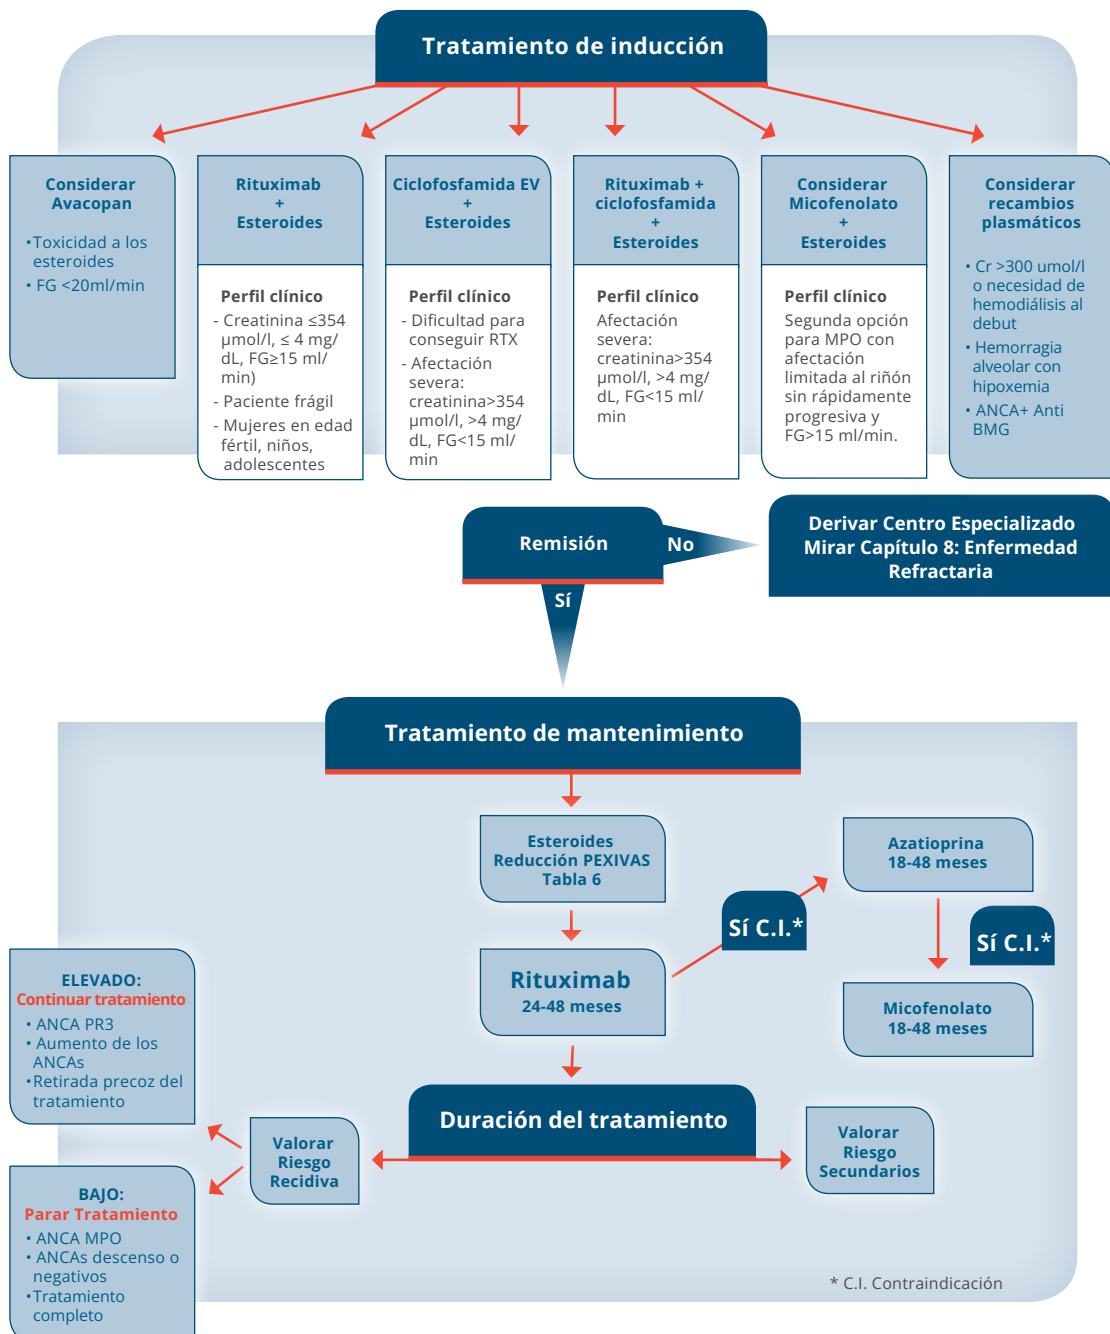 Tratamiento de inducción
Considerar
Avacopan
•Toxicidad a los
esteroides
• FG <20ml/min
Rituximab
+
Esteroides
Perfil clínico
- Creatinina ≤354
µmol/l, ≤ 4 mg/
dL, FG≥15 ml/
min)
- Paciente frágil
- Mujeres en edad
fértil, niños,
adolescentes
Ciclofosfamida EV
+
Esteroides
Perfil clínico
- Dificultad para
conseguir RTX
- Afectación
severa:
creatinina>354
µmol/l, >4 mg/
dL, FG<15 ml/
min
Rituximab +
ciclofosfamida
+
Esteroides
Perfil clínico
Afectación
severa:
creatinina>354
µmol/l, >4 mg/
dL, FG<15 ml/
min
Considerar
Micofenolato
+
Esteroides
Perfil clínico
Segunda opción
para MPO con
afectación
limitada al riñón
sin rápidamente
progresiva y
FG>15 ml/min.
Considerar
recambios
plasmáticos
• Cr >300 umol/l
o necesidad de
hemodiálisis al
debut
• Hemorragia
alveolar con
hipoxemia
• ANCA+ Anti
BMG
Remisión
No
Derivar Centro Especializado
Mirar Capítulo 8: Enfermedad
Refractaria
Sí
Tratamiento de mantenimiento
Esteroides
Reducción PEXIVAS
Tabla 6
Azatioprina
18-48 meses
Sí C.I.*
Sí C.I.*
Rituximab
24-48 meses
Micofenolato
18-48 meses
ELEVADO:
Continuar tratamiento
• ANCA PR3
• Aumento de los
ANCAs
•Retirada precoz del
tratamiento
Duración del tratamiento
Valorar
Riesgo
Recidiva
Valorar
Riesgo
Secundarios
BAJO:
Parar Tratamiento
• ANCA MPO
• ANCAs descenso o
negativos
•Tratamiento
completo
* C.I. Contraindicación